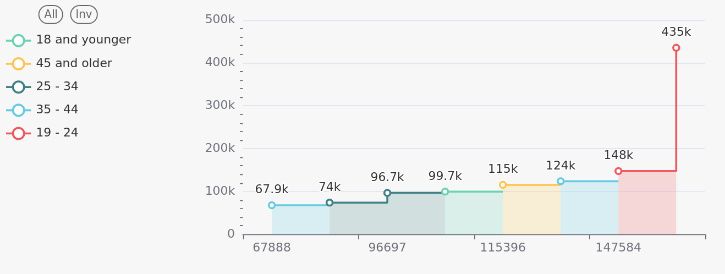 All Inv
18 and younger
45 and older
25 - 34
35 - 44
19 - 24
500k
400k
300k
200k
100k
0
67.9k
74k
96.7k
99.7k
115k
124k
148k
435k
67888 96697 115396 147584